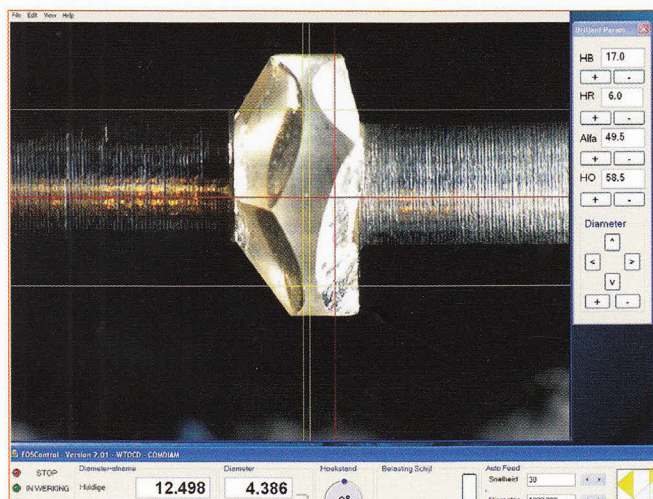 File Edit View Help
Brilliant Param...
HB 17.0
+ -
HR 6.0
+ -
Alfa 49.5
+ -
HO 58.5
+ -
Diameter
^
< >
v
+ -
FOSControl - Version 2.01 - WTOCD - COMDIAM
STOP
IN WERKING
Diameter-afname
Huidige 12.498
Diameter
4.386
Hoekstand
Belasting Schijf
Auto Feed
Snelheid 30
< >